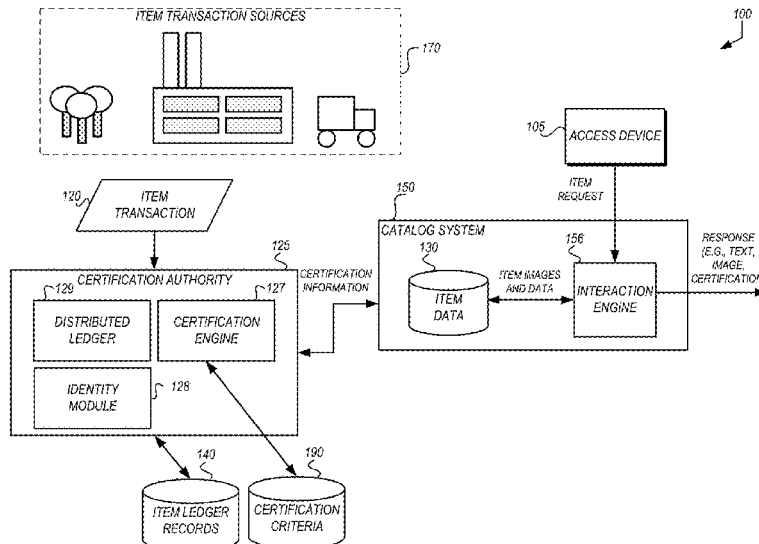 ITEM TRANSACTION SOURCES
100
170
105
ACCESS DEVICE
120
ITEM
TRANSACTION
150
ITEM
REQUEST
CATALOG SYSTEM
125
CERTIFICATION AUTHORITY
CERTIFICATION
INFORMATION
130
156
RESPONSE
(E.G., TEXT,
IMAGE,
CERTIFICATION
129
127
ITEM IMAGES
AND DATA
DISTRIBUTED
LEDGER
CERTIFICATION
ENGINE
ITEM
DATA
INTERACTION
ENGINE
IDENTITY
MODULE
128
140
190
ITEM LEDGER
RECORDS
CERTIFICATION
CRITERIA